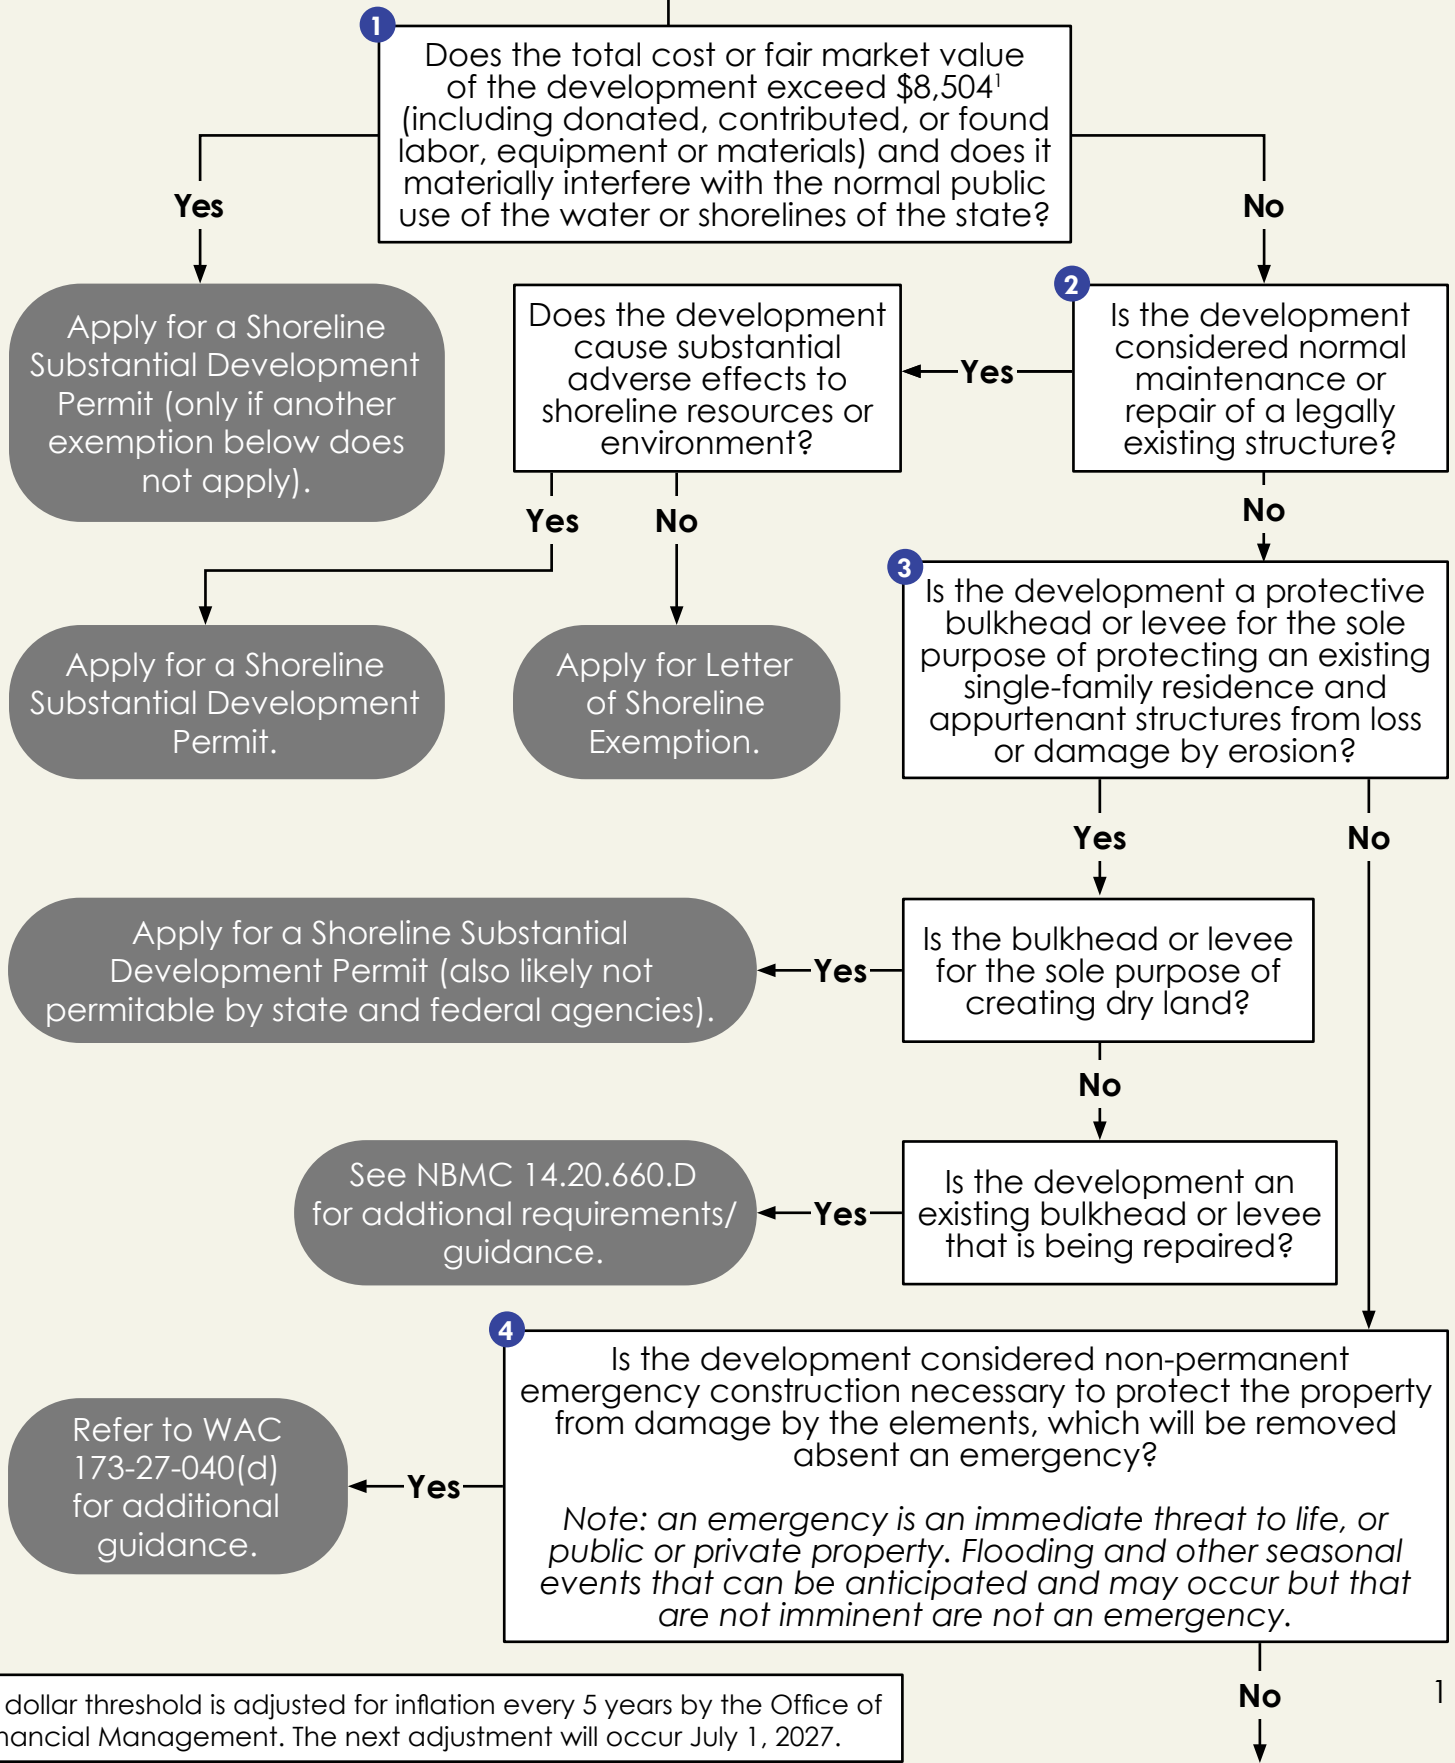 1
Does the total cost or fair market value
of the development exceed $8,504¹
(including donated, contributed, or found
labor, equipment or materials) and does it
materially interfere with the normal public
use of the water or shorelines of the state?
Yes
No
Apply for a Shoreline
Substantial Development
Permit (only if another
exemption below does
not apply).
2
Is the development
considered normal
maintenance or
repair of a legally
existing structure?
Yes
Does the development
cause substantial
adverse effects to
shoreline resources or
environment?
Yes
No
No
Apply for a Shoreline
Substantial Development
Permit.
Apply for Letter
of Shoreline
Exemption.
3
Is the development a protective
bulkhead or levee for the sole
purpose of protecting an existing
single-family residence and
appurtenant structures from loss
or damage by erosion?
Yes
No
Is the bulkhead or levee
for the sole purpose of
creating dry land?
Yes
Apply for a Shoreline Substantial
Development Permit (also likely not
permitable by state and federal agencies).
No
Is the development an
existing bulkhead or levee
that is being repaired?
Yes
See NBMC 14.20.660.D
for addtional requirements/
guidance.
4
Is the development considered non-permanent
emergency construction necessary to protect the property
from damage by the elements, which will be removed
absent an emergency?
Note: an emergency is an immediate threat to life, or
public or private property. Flooding and other seasonal
events that can be anticipated and may occur but that
are not imminent are not an emergency.
Yes
Refer to WAC
173-27-040(d)
for additional
guidance.
No
dollar threshold is adjusted for inflation every 5 years by the Office of
Management. The next adjustment will occur July 1, 2027.
1